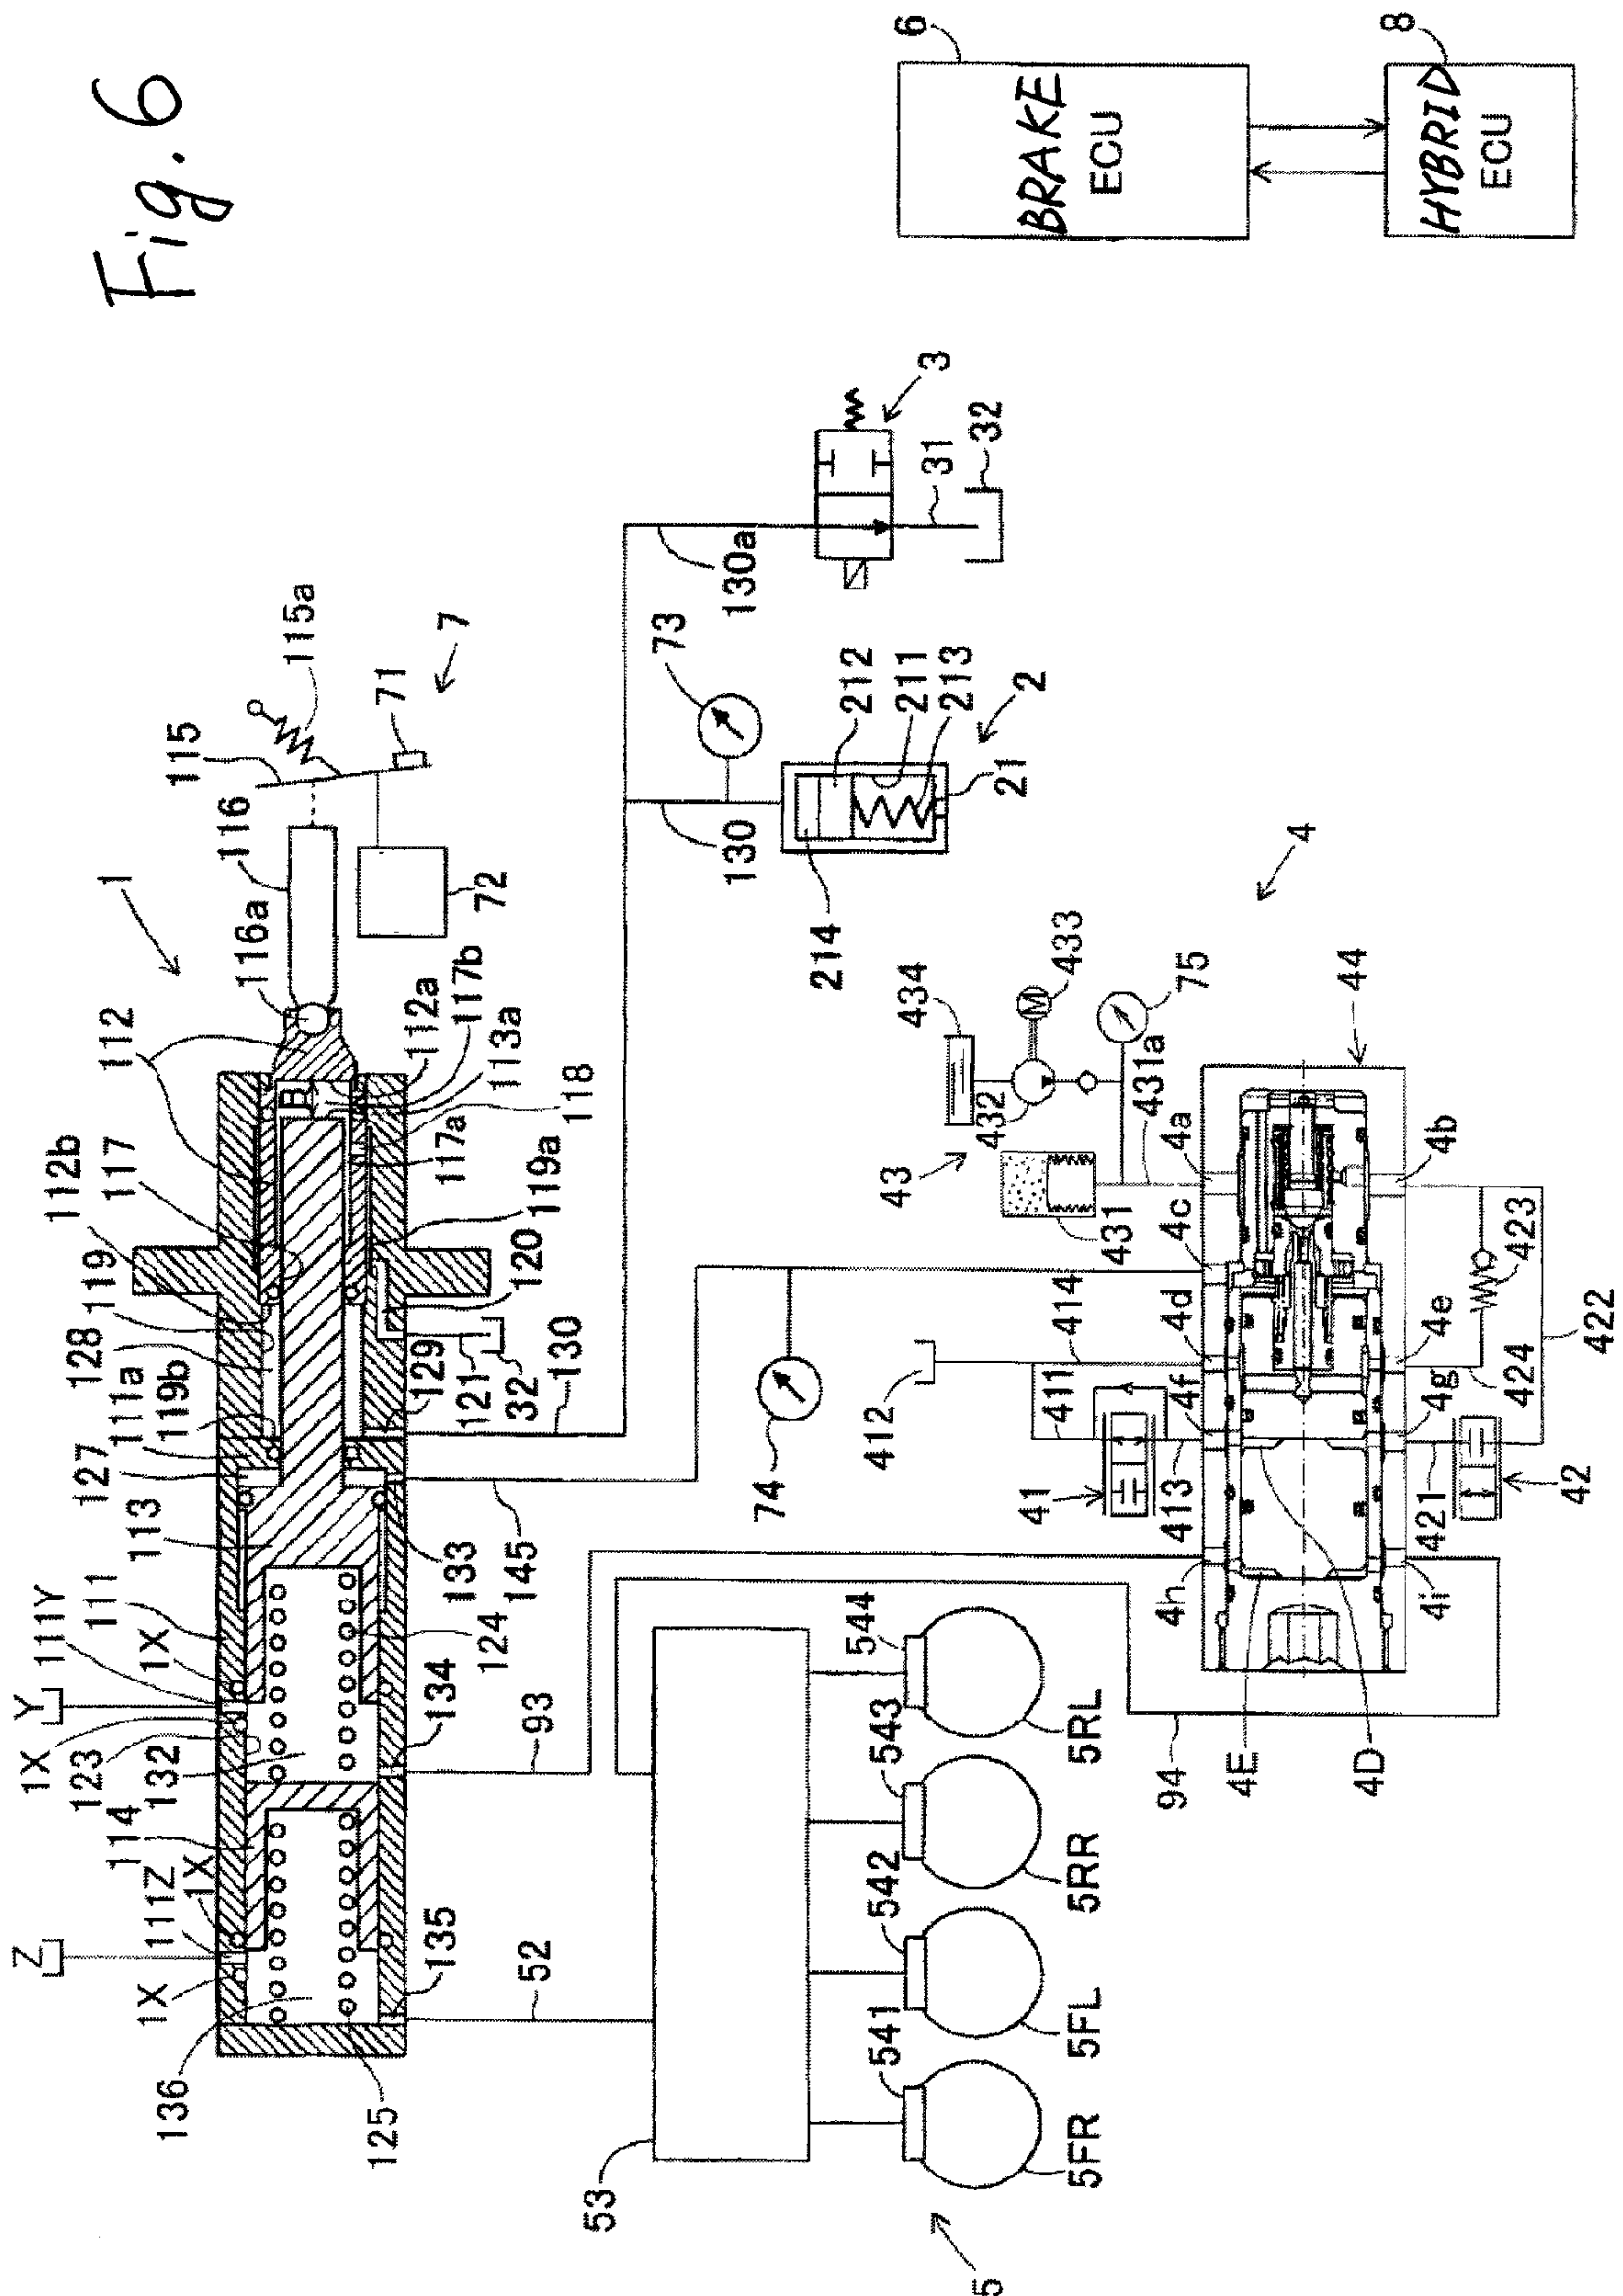 Fig. 6
BRAKE
ECU
6
HYBRID
ECU
8
Z
Y
1X
111Z
1X
114
132
123
1X
1X
111Y
111
113
127
111a
119b
128
119
112b
117
112
116a
1
116
115
115a
136
125
135
134
124
133
145
129
130
32
121
120
119a
117a
118
113a
117b
112a
B
72
71
7
52
93
53
541
542
543
544
5FR
5FL
5RR
5RL
5
94
74
130
73
130a
214
212
211
213
21
2
3
31
32
412
411
414
41
413
43
431
434
432
433
431a
75
4
44
4a
4b
4c
4d
4e
4f
4g
4h
4i
4E
4D
421
42
424
423
422
M